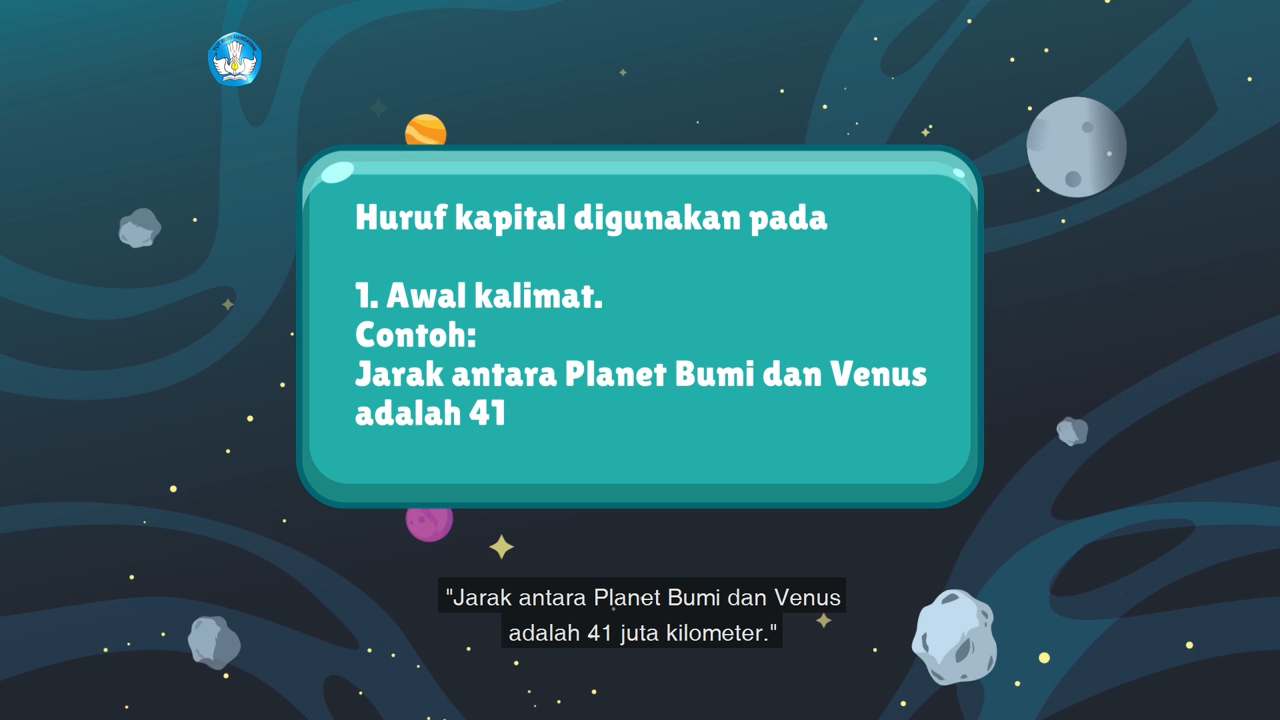 Huruf kapital digunakan pada
1. Awal kalimat.
Contoh:
Jarak antara Planet Bumi dan Venus
adalah 41
"Jarak antara Planet Bumi dan Venus
adalah 41 juta kilometer."